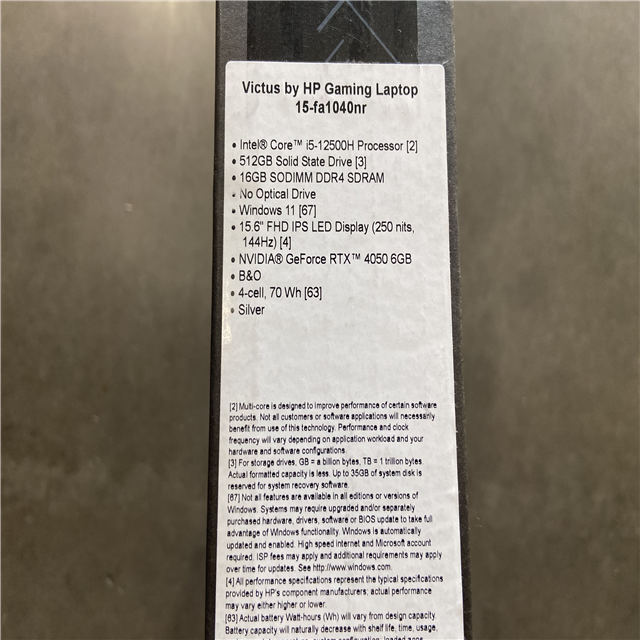 Victus by HP Gaming Laptop
15-fa1040nr
• Intel® Core™ i5-12500H Processor [2]
• 512GB Solid State Drive [3]
• 16GB SODIMM DDR4 SDRAM
• No Optical Drive
• Windows 11 [67]
• 15.6" FHD IPS LED Display (250 nits,
144Hz) [4]
• NVIDIA® GeForce RTX™ 4050 6GB
• B&O
• 4-cell, 70 Wh [63]
• Silver
[2] Multi-core is designed to improve performance of certain software
products. Not all customers or software applications will necessarily
benefit from use of this technology. Performance and clock
frequency will vary depending on application workload and your
hardware and software configurations.
[3] For storage drives, GB = a billion bytes, TB = 1 trillion bytes.
Actual formatted capacity is less. Up to 35GB of system disk is
reserved for system recovery software.
[67] Not all features are available in all editions or versions of
Windows. Systems may require upgraded and/or separately
purchased hardware, drivers, software or BIOS update to take full
advantage of Windows functionality. Windows is automatically
updated and enabled. High speed internet and Microsoft account
required. ISP fees may apply and additional requirements may apply
over time for updates. See http://www.windows.com.
[4] All performance specifications represent the typical specifications
provided by HP's component manufacturers; actual performance
may vary either higher or lower.
[63] Actual battery Watt-hours (Wh) will vary from design capacity.
Battery capacity will naturally decrease with shelf life, time, usage,